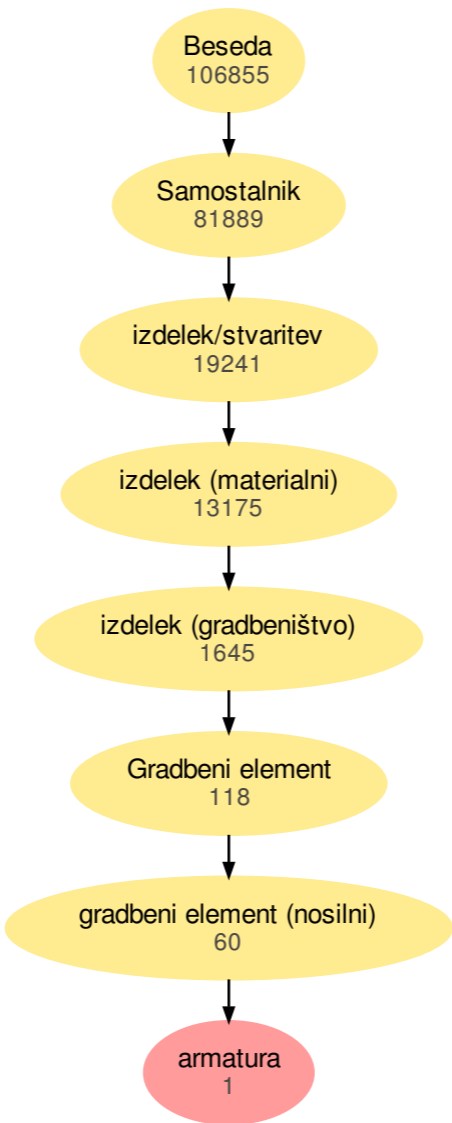 Beseda
106855
Samostalnik
81889
izdelek/stvaritev
19241
izdelek (materialni)
13175
izdelek (gradbeništvo)
1645
Gradbeni element
118
gradbeni element (nosilni)
60
armatura
1